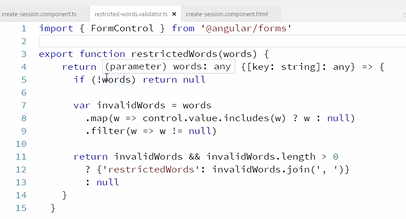 create-session.component.ts restricted-words.validator.ts create-session.component.html
1 import { FormControl } from '@angular/forms'
2
3 export function restrictedWords(words) {
4 return (parameter) words: any {[key: string]: any} => {
5 if (!words) return null
6
7 var invalidWords = words
8 .map(w => control.value.includes(w) ? w : null)
9 .filter(w => w != null)
10
11 return invalidWords && invalidWords.length > 0
12 ? {'restrictedWords': invalidWords.join(', ')}
13 : null
14 }
15 }